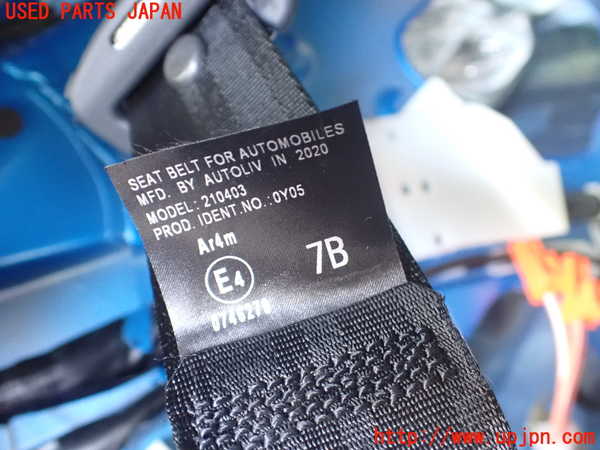 USED PARTS JAPAN
SEAT BELT FOR AUTOMOBILES
MFD. BY AUTOLIV IN 2020
MODEL:210403
PROD. IDENT.NO.:0Y05
Ar4m
E4
7B
http://www.upjpn.com/